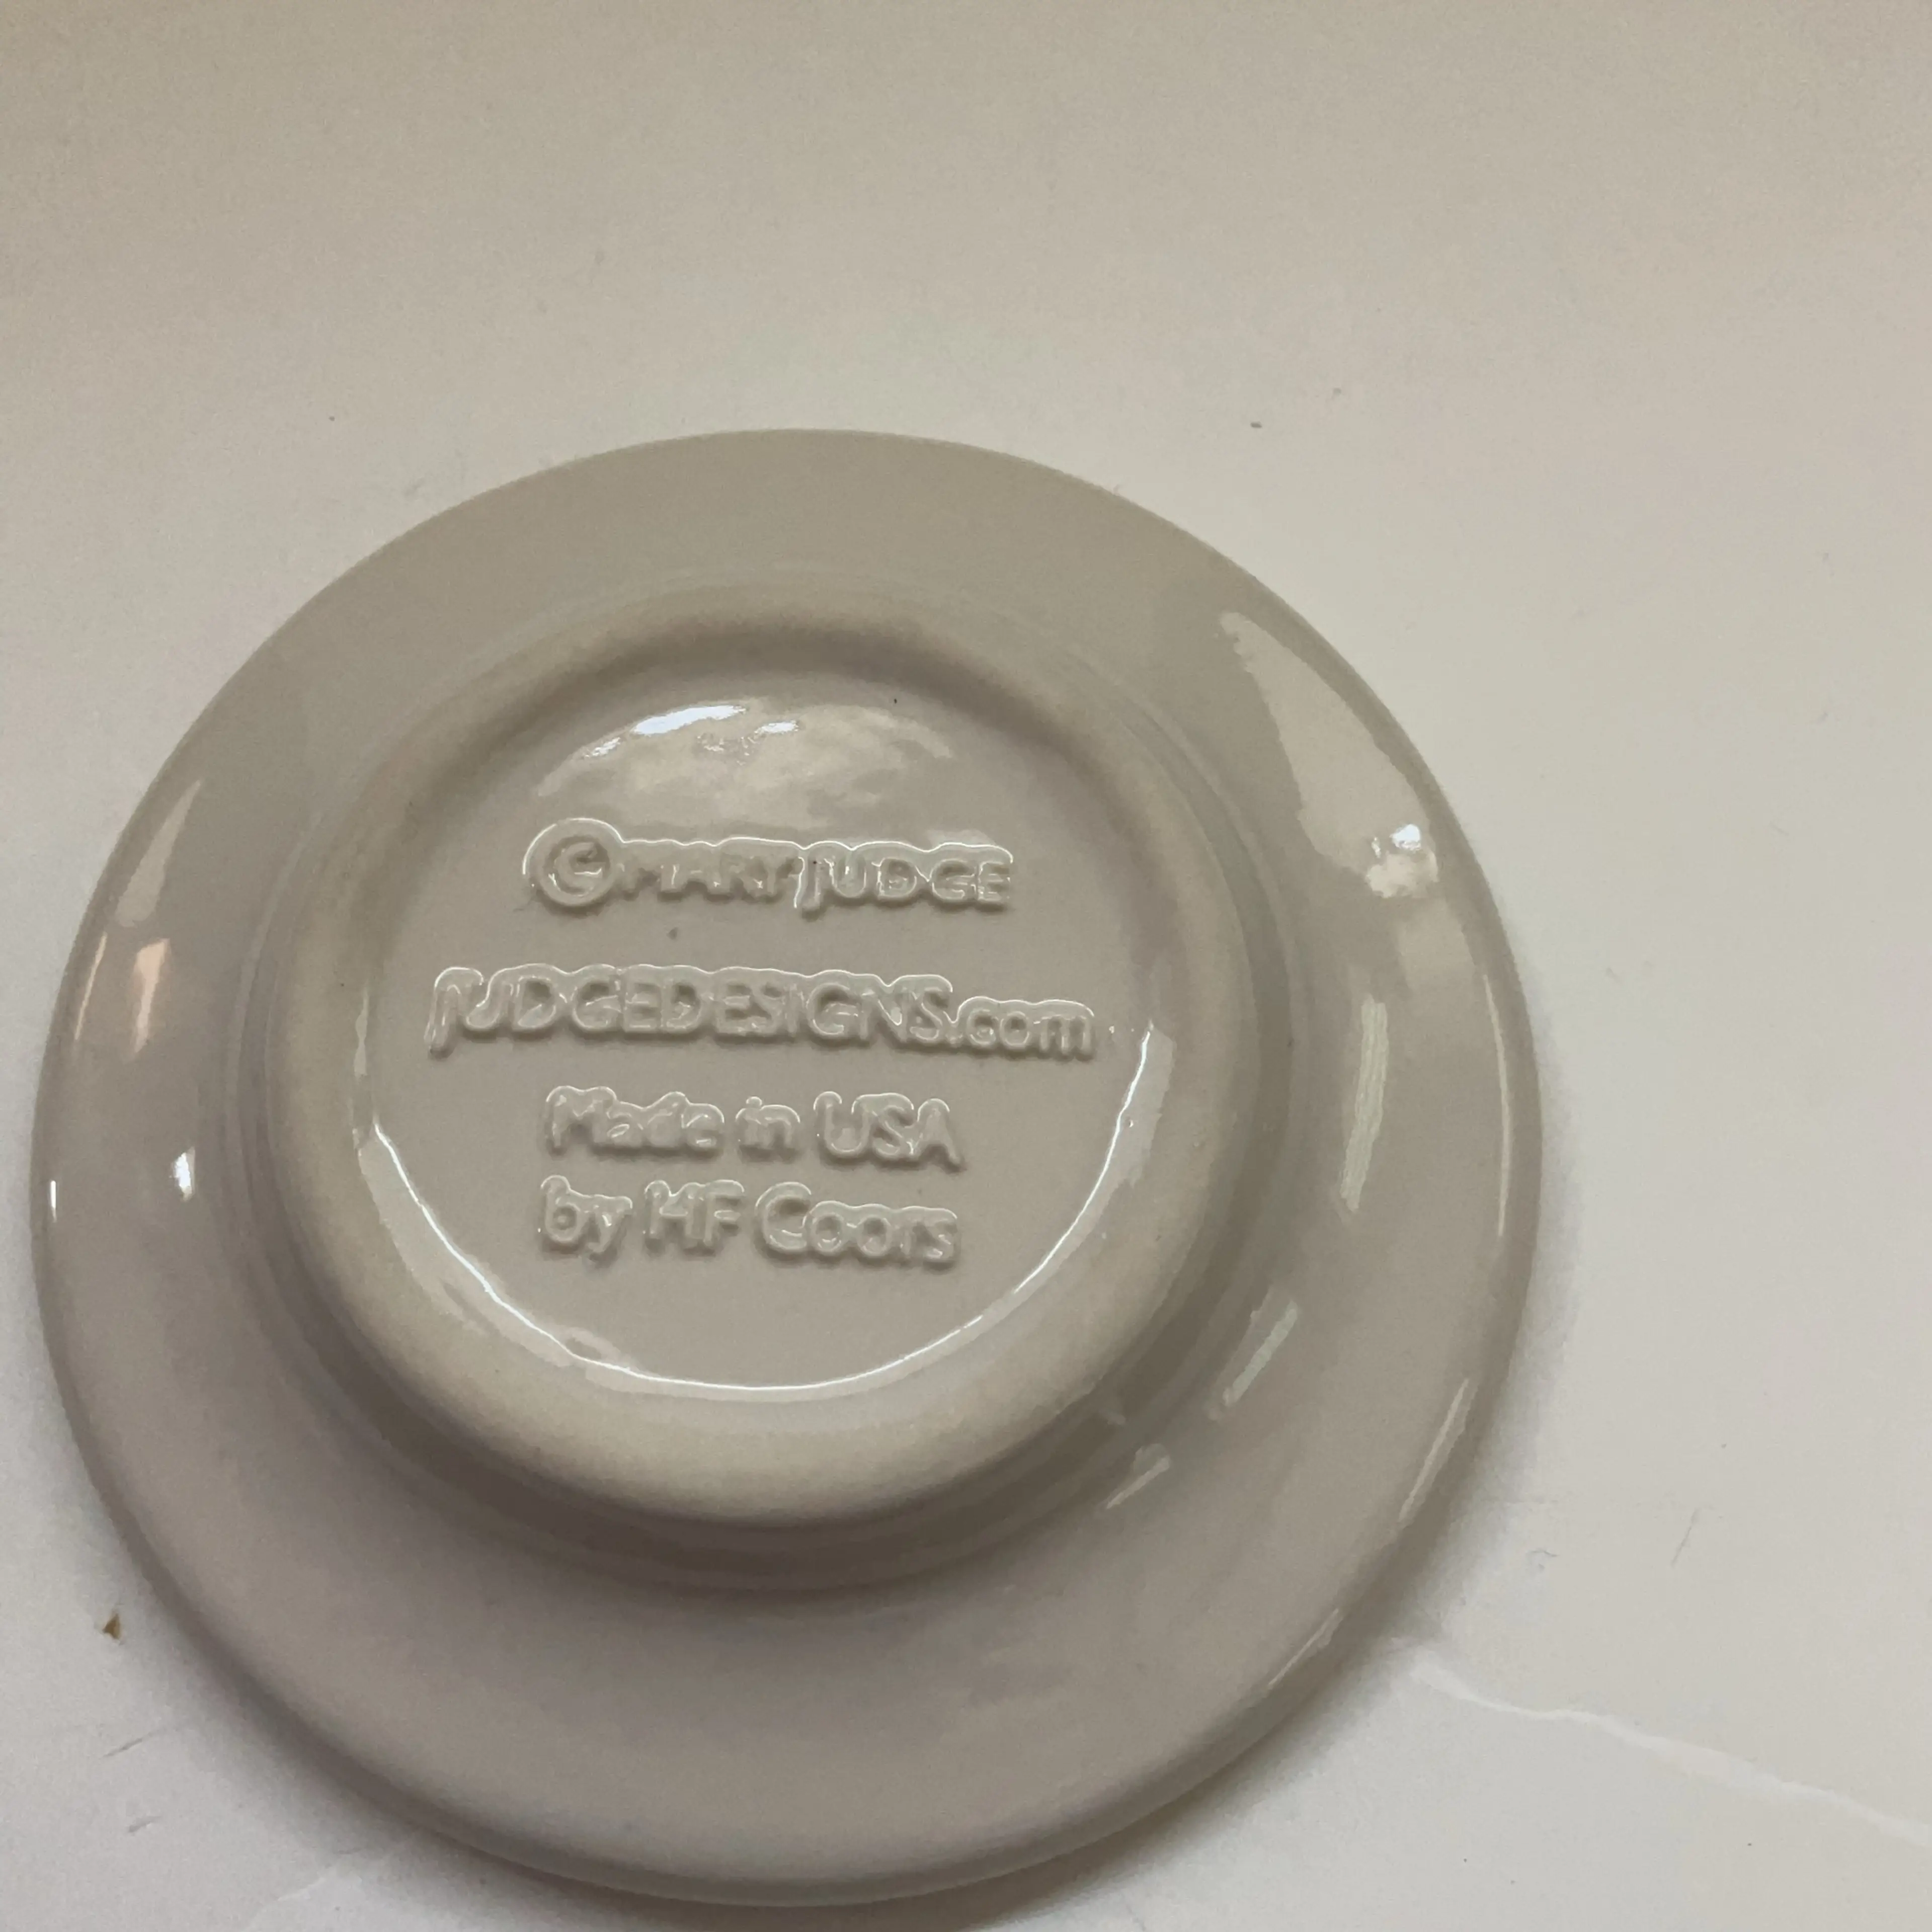 ©MARY JUDGE
JUDGEDESIGNS.com
Made in USA
by HF Coors